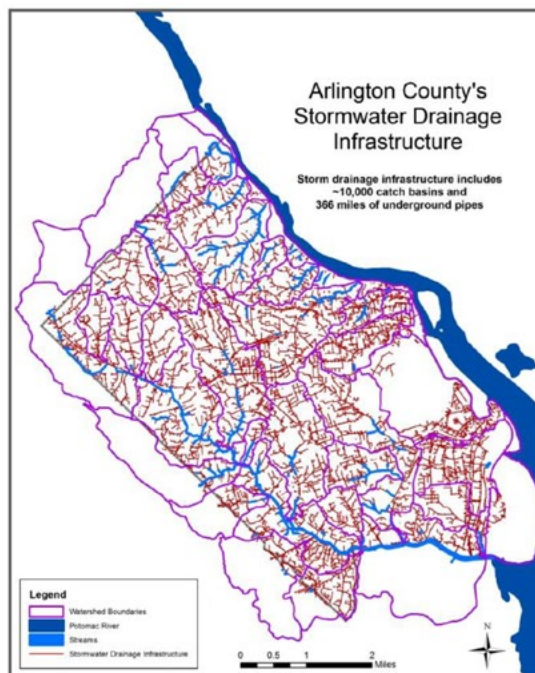 Arlington County's
Stormwater Drainage
Infrastructure
Storm drainage infrastructure includes
~10,000 catch basins and
366 miles of underground pipes
Legend
Watershed Boundaries
Potomac River
Streams
Stormwater Drainage Infrastructure
0 0.5 1 2
Miles
N